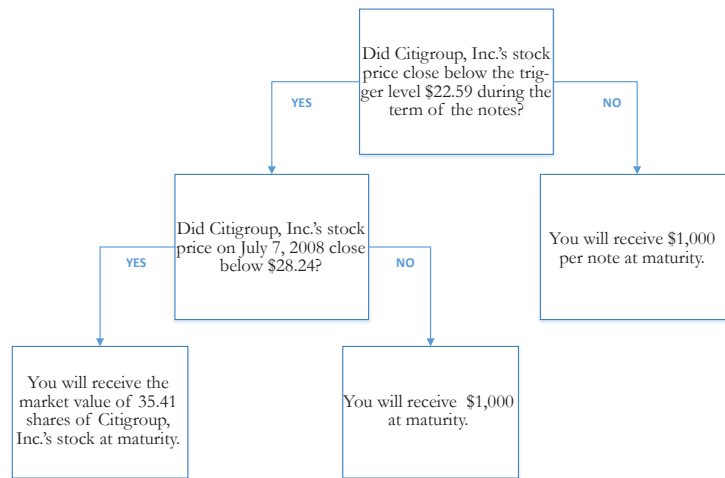 Did Citigroup, Inc.'s stock
price close below the trig-
ger level $22.59 during the
term of the notes?
YES
NO
Did Citigroup, Inc.'s stock
price on July 7, 2008 close
below $28.24?
You will receive $1,000
per note at maturity.
YES
NO
You will receive the
market value of 35.41
shares of Citigroup,
Inc.'s stock at maturity.
You will receive $1,000
at maturity.